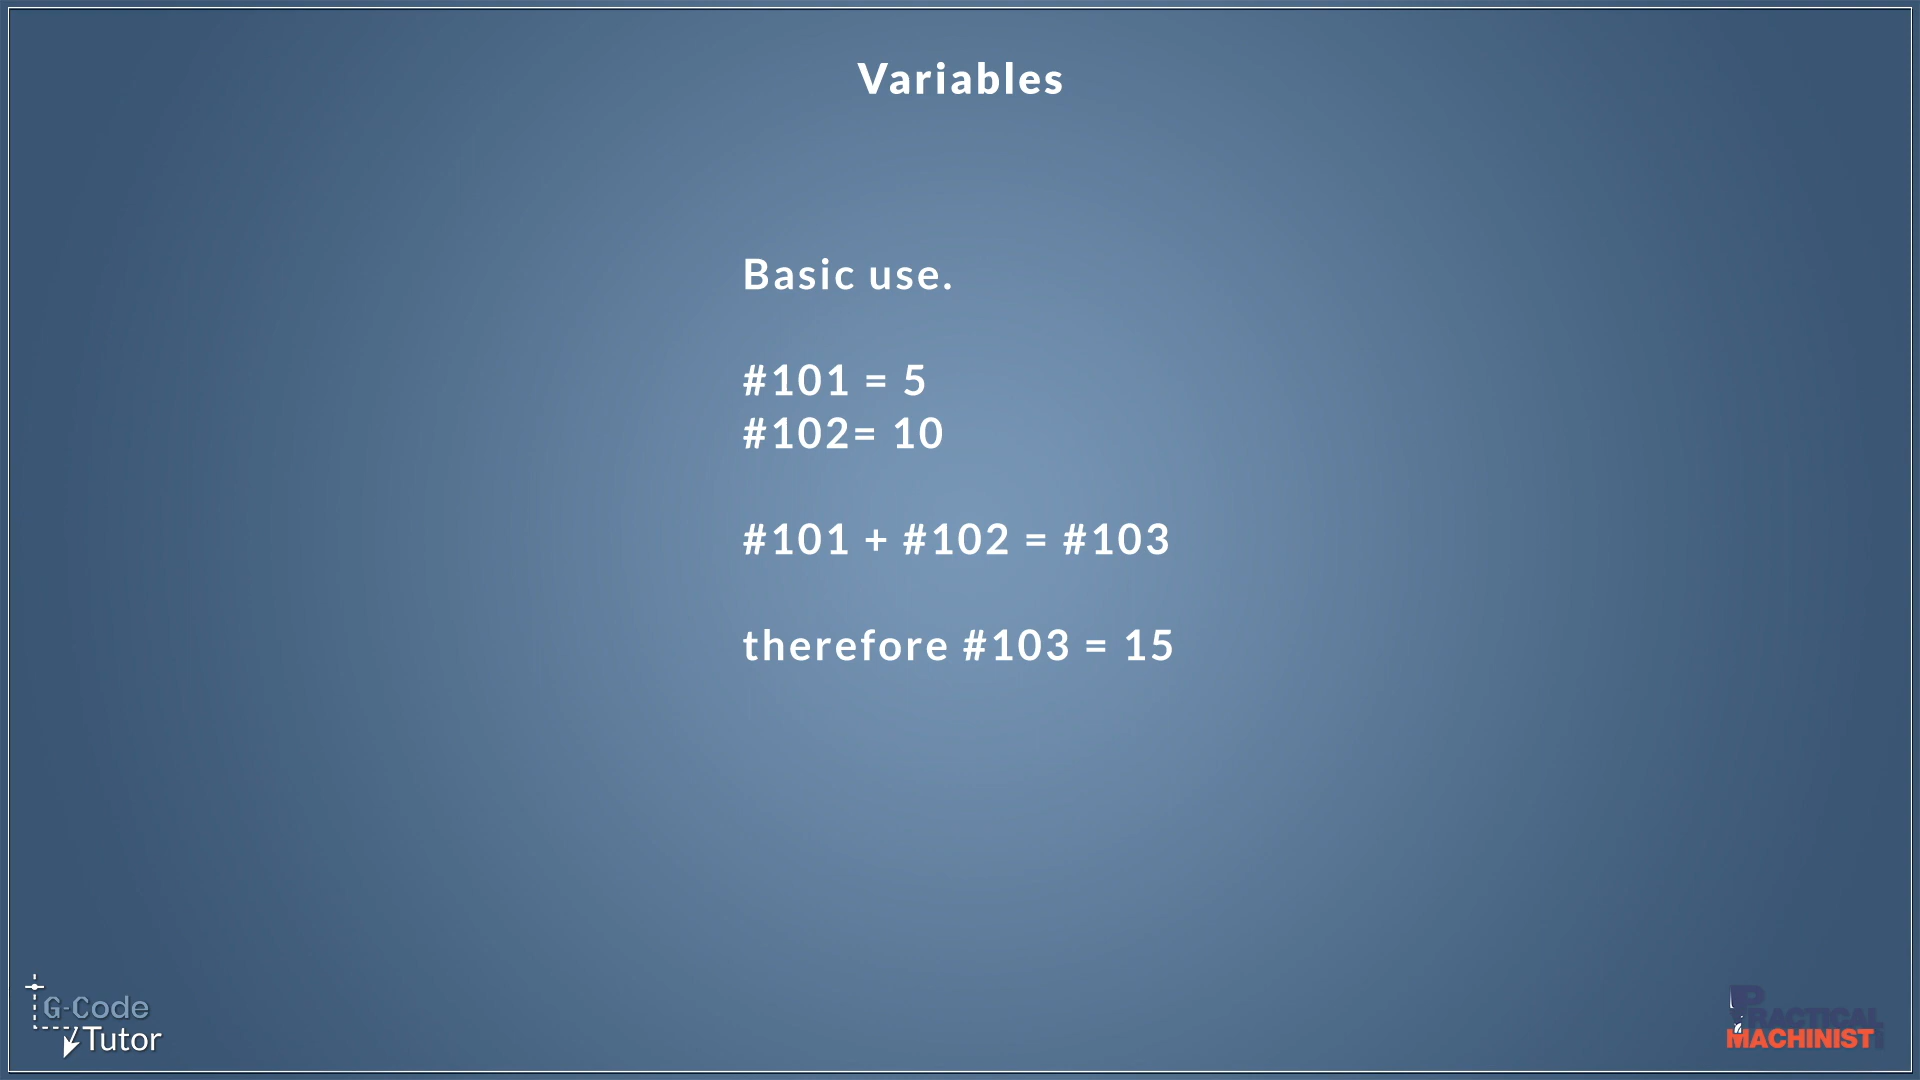 Variables
Basic use.
#101 = 5
#102= 10
#101 + #102 = #103
therefore #103 = 15
G-Code
Tutor
PRACTICAL
MACHINIST